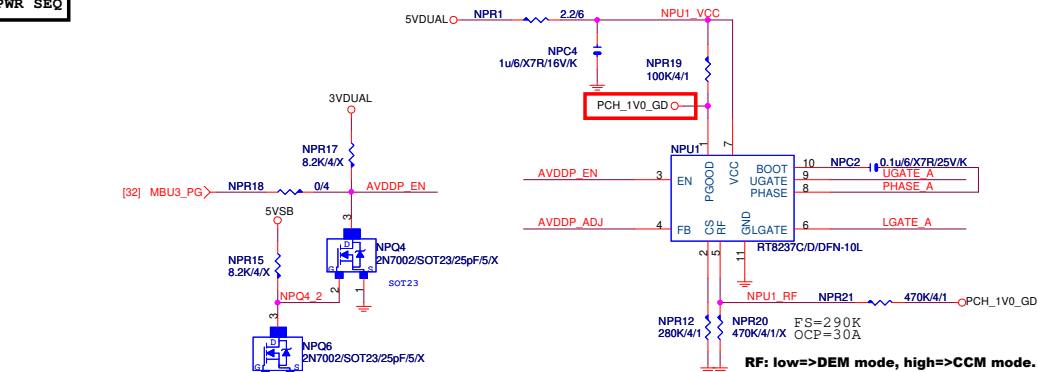 PWR SEQ
5VDUAL
NPR1
2.2/6
NPU1_VCC
NPC4
1u/6/X7R/16V/K
NPR19
100K/4/1
PCH_1V0_GD
3VDUAL
NPR17
8.2K/4/X
[32] MBU3_PG
NPR18
0/4
AVDDP_EN
5VSB
NPR15
8.2K/4/X
3
D
G
S
NPQ4
2N7002/SOT23/25pF/5/X
SOT23
2
1
NPQ4_2
3
D
G
S
NPQ6
2N7002/SOT23/25pF/5/X
NPU1
1
7
PGOOD
VCC
AVDDP_EN
3
EN
AVDDP_ADJ
4
FB
CS
RF
GND
BOOT
UGATE
PHASE
LGATE
10
9
8
6
NPC2
0.1u/6/X7R/25V/K
UGATE_A
PHASE_A
LGATE_A
RT8237C/D/DFN-10L
2
5
11
NPU1_RF
NPR21
470K/4/1
PCH_1V0_GD
NPR12
280K/4/1
NPR20
470K/4/1/X
FS=290K
OCP=30A
RF: low=>DEM mode, high=>CCM mode.